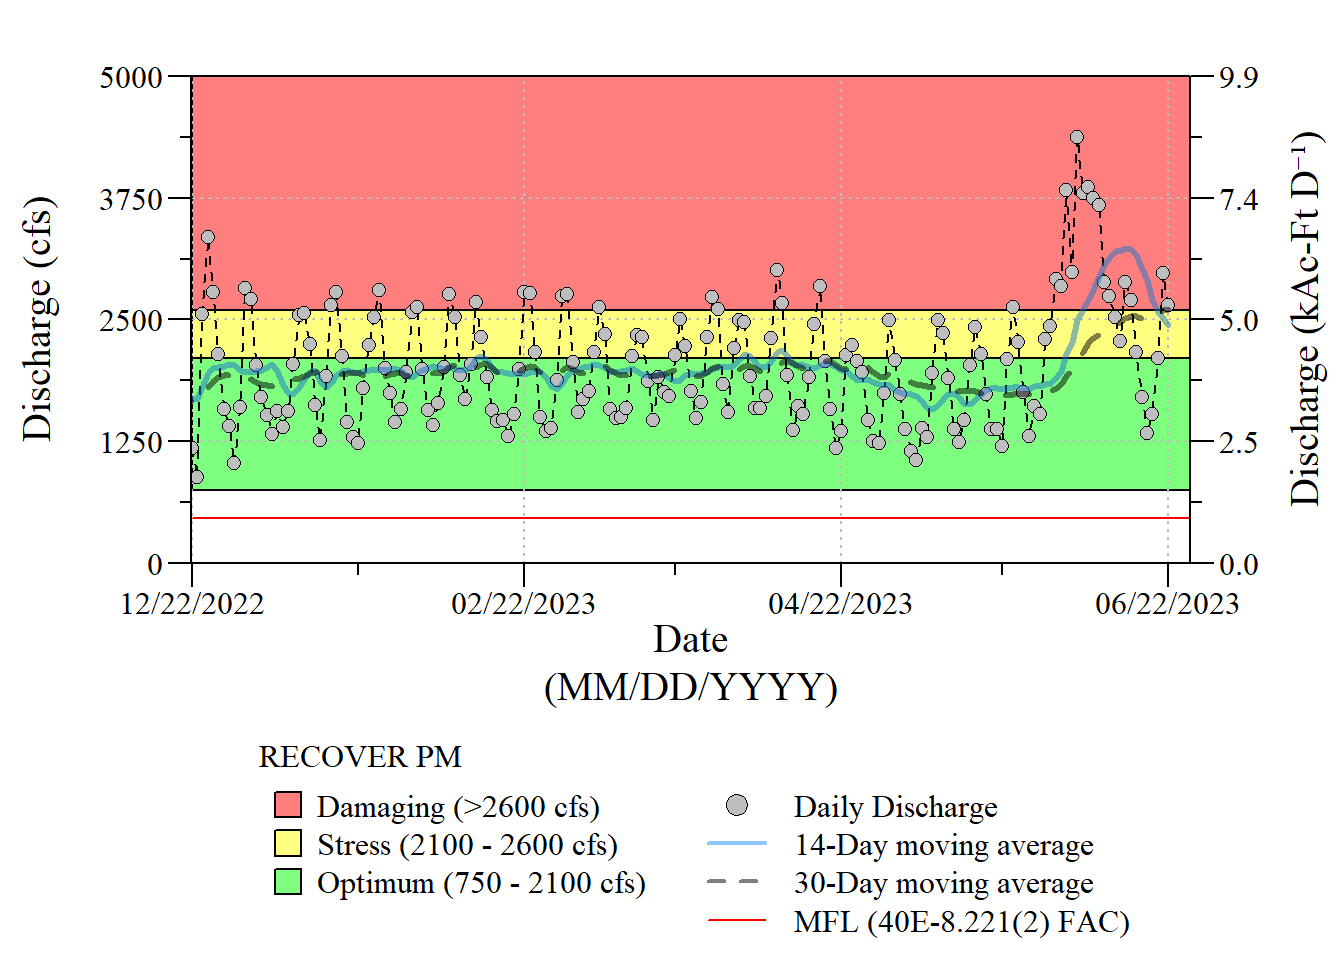 5000
3750
2500
1250
0
Discharge (cfs)
9.9
7.4
5.0
2.5
0.0
Discharge (kAc-Ft D⁻¹)
12/22/2022
02/22/2023
04/22/2023
06/22/2023
Date
(MM/DD/YYYY)
RECOVER PM
Damaging (>2600 cfs)
Stress (2100 - 2600 cfs)
Optimum (750 - 2100 cfs)
Daily Discharge
14-Day moving average
30-Day moving average
MFL (40E-8.221(2) FAC)